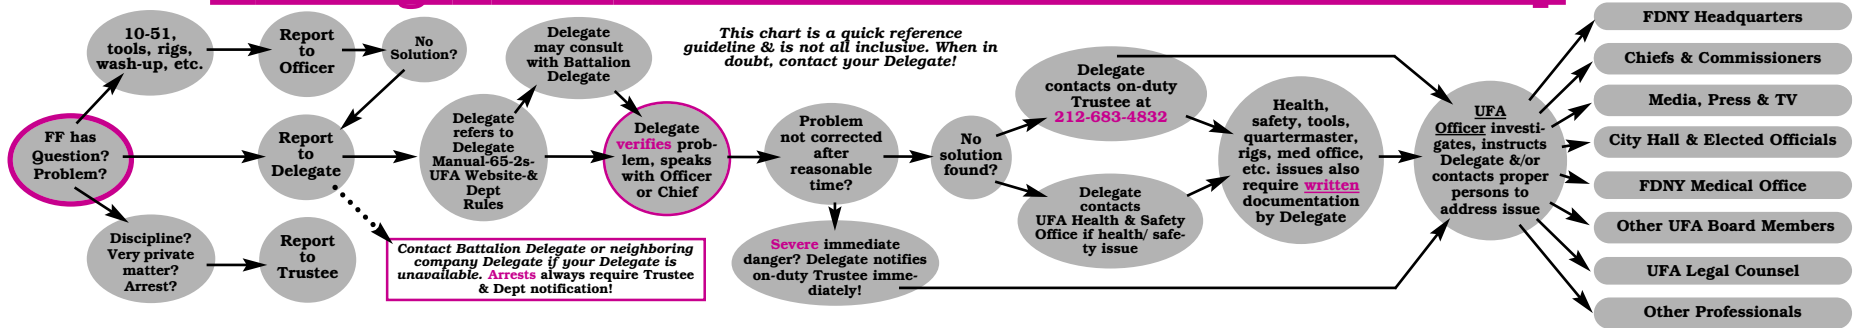 10-51,
tools, rigs,
wash-up, etc.
Report
to
Officer
No
Solution?
FF has
Question?
Problem?
Report
to
Delegate
Discipline?
Very private
matter?
Arrest?
Report
to
Trustee
Delegate
refers to
Delegate
Manual-65-2s-
UFA Website-&
Dept
Rules
Delegate
may consult
with Battalion
Delegate
Contact Battalion Delegate or neighboring
company Delegate if your Delegate is
unavailable. Arrests always require Trustee
& Dept notification!
This chart is a quick reference
guideline & is not all inclusive. When in
doubt, contact your Delegate!
Delegate
verifies prob-
lem, speaks
with Officer
or Chief
Problem
not corrected
after
reasonable
time?
Severe immediate
danger? Delegate notifies
on-duty Trustee imme-
diately!
No
solution
found?
Delegate
contacts on-duty
Trustee at
212-683-4832
Delegate
contacts
UFA Health & Safety
Office if health/ safe-
ty issue
Health,
safety, tools,
quartermaster,
rigs, med office,
etc. issues also
require written
documentation
by Delegate
UFA
Officer investi-
gates, instructs
Delegate &/or
contacts proper
persons to
address issue
FDNY Headquarters
Chiefs & Commissioners
Media, Press & TV
City Hall & Elected Officials
FDNY Medical Office
Other UFA Board Members
UFA Legal Counsel
Other Professionals